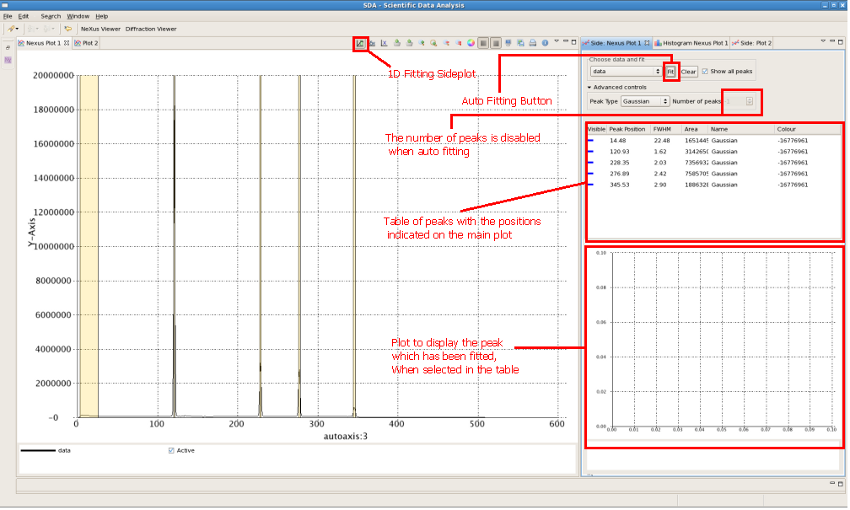 SDA - Scientific Data Analysis
File Edit Search Window Help
NeXus Viewer Diffraction Viewer
Nexus Plot 1 Plot 2
Side: Nexus Plot 1 Histogram Nexus Plot 1 Side: Plot 2
Choose data and fit
data Fit Clear Show all peaks
Advanced controls
Peak Type Gaussian Number of peaks
Visible Peak Position FWHM Area Name Colour
14.48 22.48 165144 Gaussian -16776961
120.93 1.62 314265 Gaussian -16776961
228.35 2.03 735693 Gaussian -16776961
276.89 2.42 758570 Gaussian -16776961
345.53 2.90 188632 Gaussian -16776961
1D Fitting Sideplot
Auto Fitting Button
The number of peaks is disabled
when auto fitting
Table of peaks with the positions
indicated on the main plot
Plot to display the peak
which has been fitted,
When selected in the table
20000000
18000000
16000000
14000000
12000000
Y-Axis
10000000
8000000
6000000
4000000
2000000
~0
0 100 200 300 400 500 600
autoaxis:3
data Active
0.10
0.08
0.06
0.04
0.02
0.00
0.00 0.01 0.02 0.03 0.04 0.05 0.06 0.07 0.08 0.09 0.10